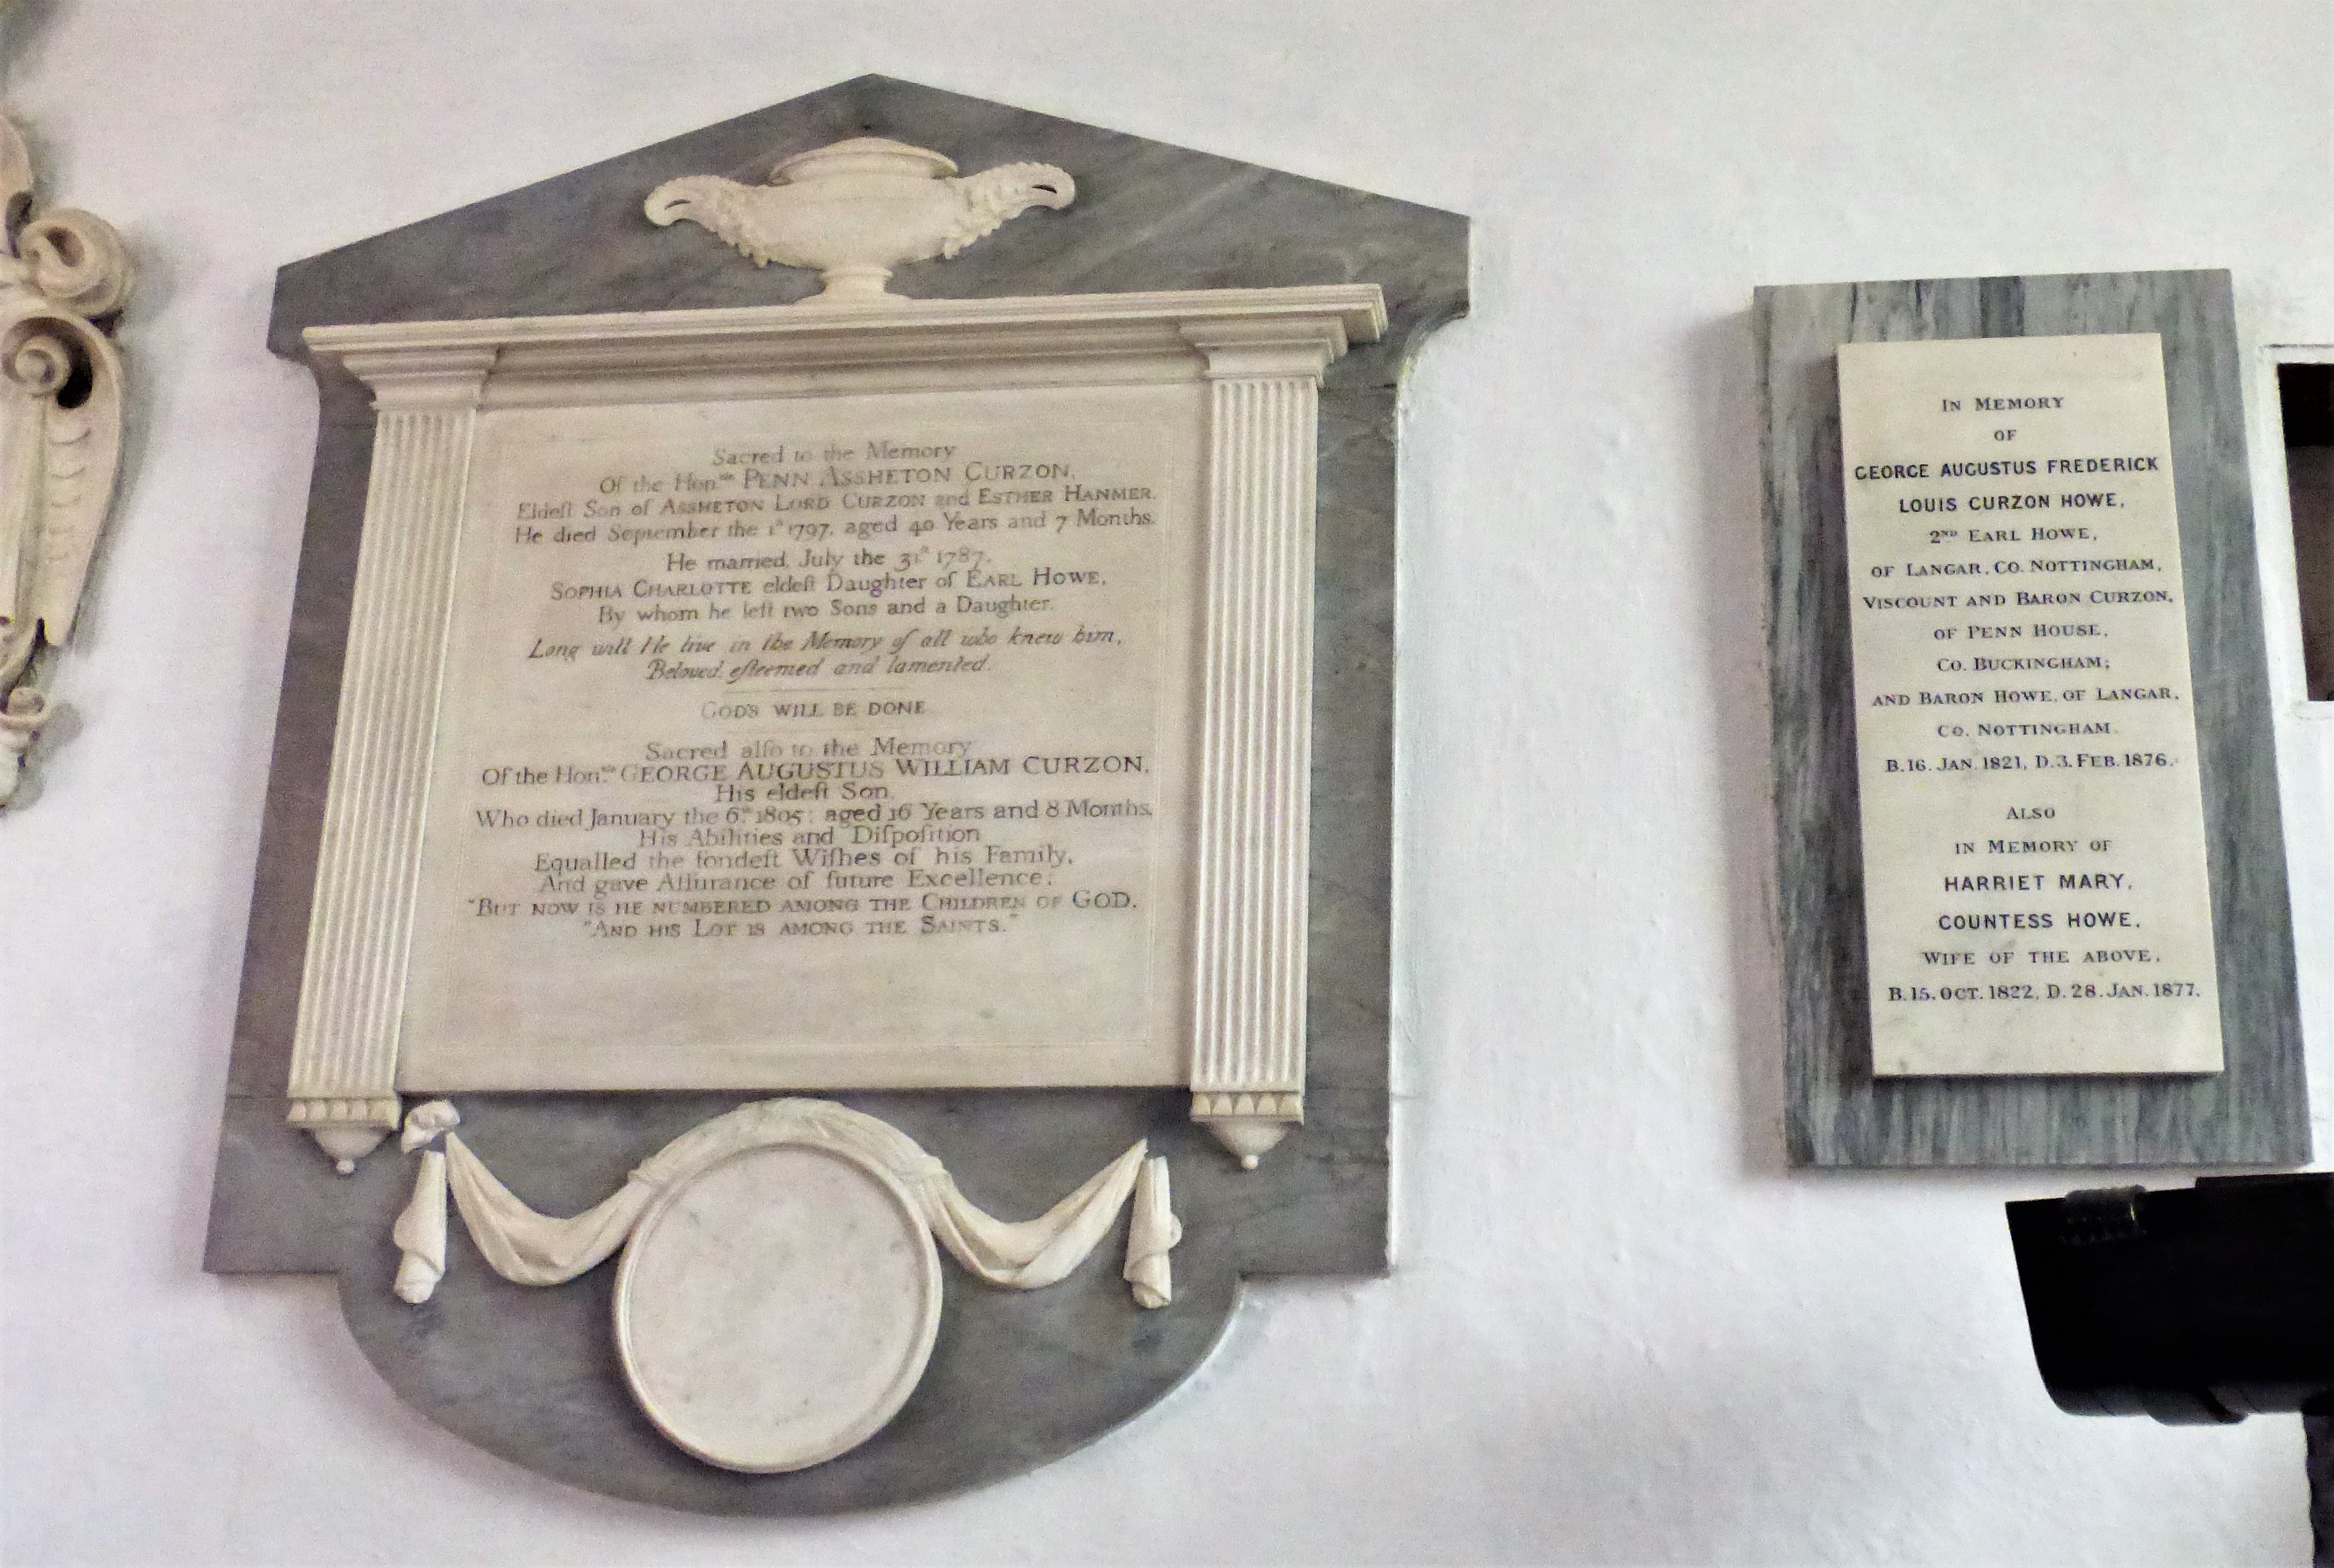 Sacred to the Memory
Of the Hon.ble PENN ASSHETON CURZON,
Eldeſt Son of ASSHETON LORD CURZON and ESTHER HANMER.
He died September the 1st 1797, aged 40 Years and 7 Months.
He married, July the 31st 1787,
SOPHIA CHARLOTTE eldeſt Daughter of EARL HOWE,
By whom he left two Sons and a Daughter.
Long will He live in the Memory of all who knew him,
Beloved, eſteemed and lamented.
GOD'S WILL BE DONE
Sacred alſo to the Memory
Of the Hon.ble GEORGE AUGUSTUS WILLIAM CURZON,
His eldeſt Son,
Who died January the 6th 1805; aged 16 Years and 8 Months.
His Abilities and Diſpoſition
Equalled the fondeſt Wiſhes of his Family,
And gave Aſſurance of future Excellence;
"BUT NOW IS HE NUMBERED AMONG THE CHILDREN OF GOD,
"AND HIS LOT IS AMONG THE SAINTS."
IN MEMORY
OF
GEORGE AUGUSTUS FREDERICK
LOUIS CURZON HOWE,
2ND EARL HOWE,
OF LANGAR, CO. NOTTINGHAM,
VISCOUNT AND BARON CURZON,
OF PENN HOUSE,
CO. BUCKINGHAM;
AND BARON HOWE, OF LANGAR,
CO. NOTTINGHAM.
B. 16. JAN. 1821, D. 3. FEB. 1876.
ALSO
IN MEMORY OF
HARRIET MARY,
COUNTESS HOWE,
WIFE OF THE ABOVE,
B. 15. OCT. 1822, D. 28. JAN. 1877.